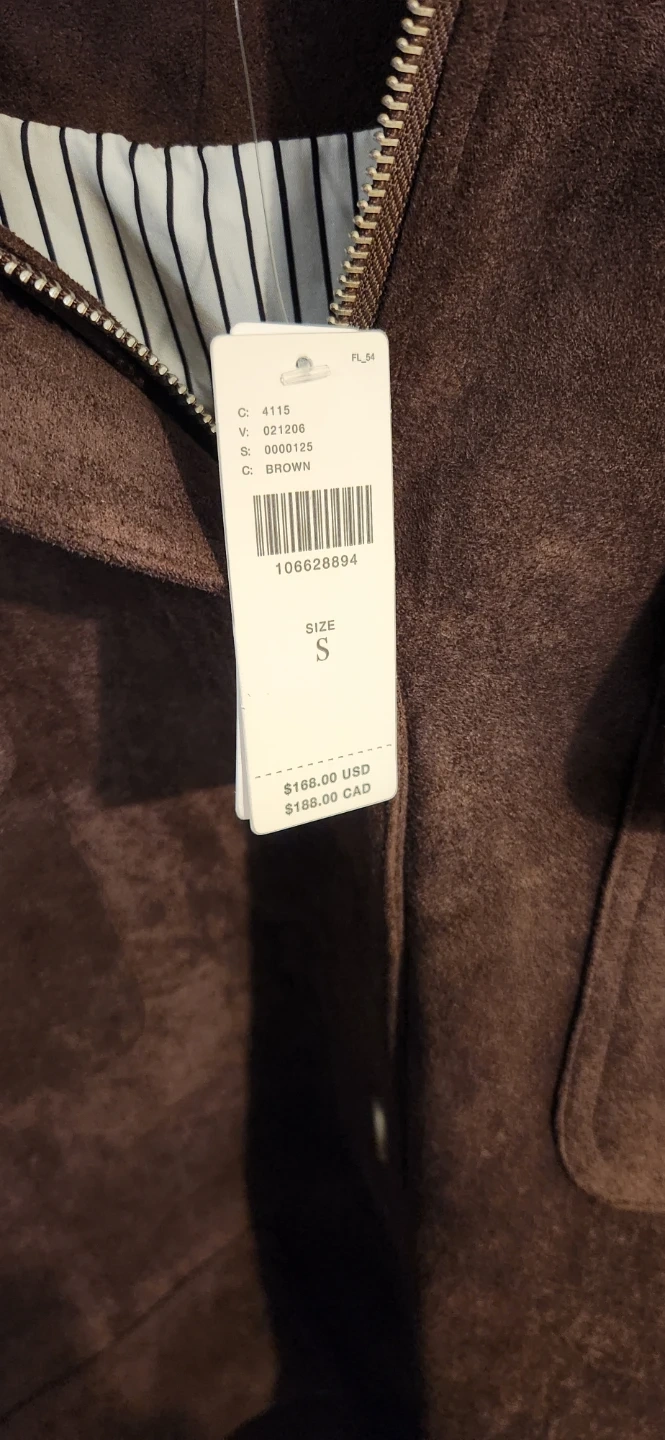 FL_54
C: 4115
V: 021206
S: 0000125
C: BROWN
106628894
SIZE
S
$168.00 USD
$188.00 CAD